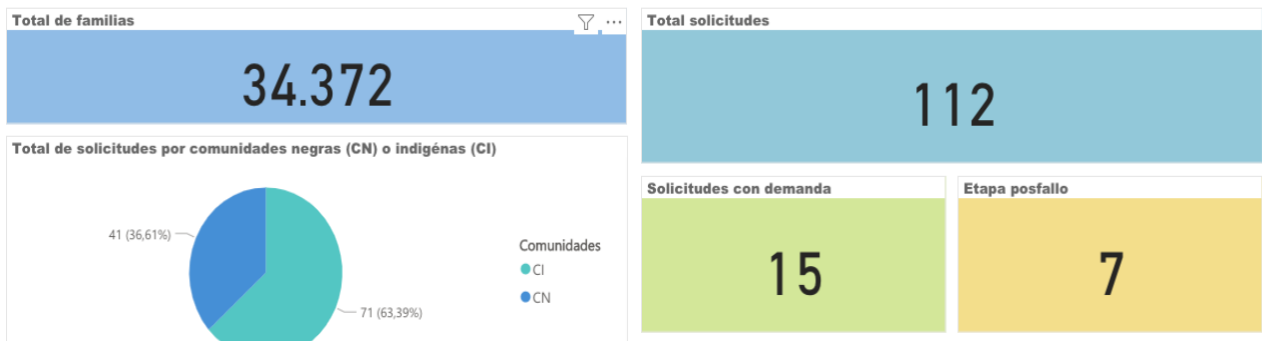 Total de familias
34.372
Total solicitudes
112
Total de solicitudes por comunidades negras (CN) o indigénas (CI)
41 (36,61%)
71 (63,39%)
Comunidades
CI
CN
Solicitudes con demanda
15
Etapa posfallo
7